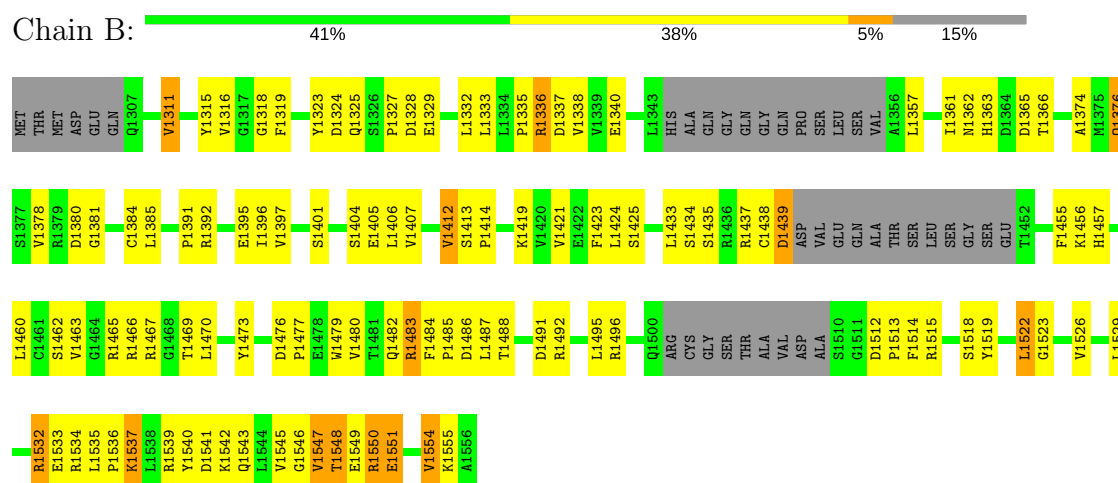 Chain B:
41% 38% 5% 15%
MET THR MET ASP GLU GLN Q1307 V1311 Y1315 V1316 G1317 G1318 F1319 Y1323 D1324 Q1325 S1326 P1327 D1328 E1329 L1332 L1333 L1334 P1335 R1336 D1337 V1338 V1339 E1340 L1343 HIS ALA GLN GLY GLN GLY GLN PRO SER LEU SER VAL A1356 L1357 I1361 N1362 H1363 D1364 D1365 T1366 A1374 M1375 Q1376
S1377 V1378 R1379 D1380 G1381 C1384 L1385 P1391 R1392 E1395 I1396 V1397 S1401 S1404 E1405 L1406 V1407 V1412 S1413 P1414 K1419 V1420 V1421 E1422 F1423 L1424 S1425 L1433 S1434 S1435 R1436 R1437 C1438 D1439 ASP VAL GLU GLN ALA THR SER LEU SER GLY SER GLU T1452 F1455 K1456 H1457
L1460 C1461 S1462 V1463 G1464 R1465 R1466 R1467 G1468 T1469 L1470 Y1473 D1476 P1477 E1478 W1479 V1480 T1481 Q1482 R1483 F1484 P1485 D1486 L1487 T1488 D1491 R1492 L1495 R1496 Q1500 ARG CYS GLY SER THR ALA VAL ASP ALA S1510 G1511 D1512 P1513 F1514 R1515 S1518 Y1519 L1522 G1523 V1526 L1529
R1532 E1533 R1534 L1535 P1536 K1537 L1538 R1539 Y1540 D1541 K1542 Q1543 L1544 V1545 G1546 V1547 T1548 E1549 R1550 E1551 V1554 K1555 A1556